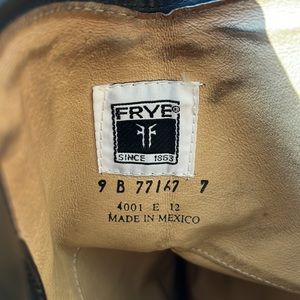 FRYE®
SINCE 1863
9 B 77167 7
4001 E 12
MADE IN MEXICO